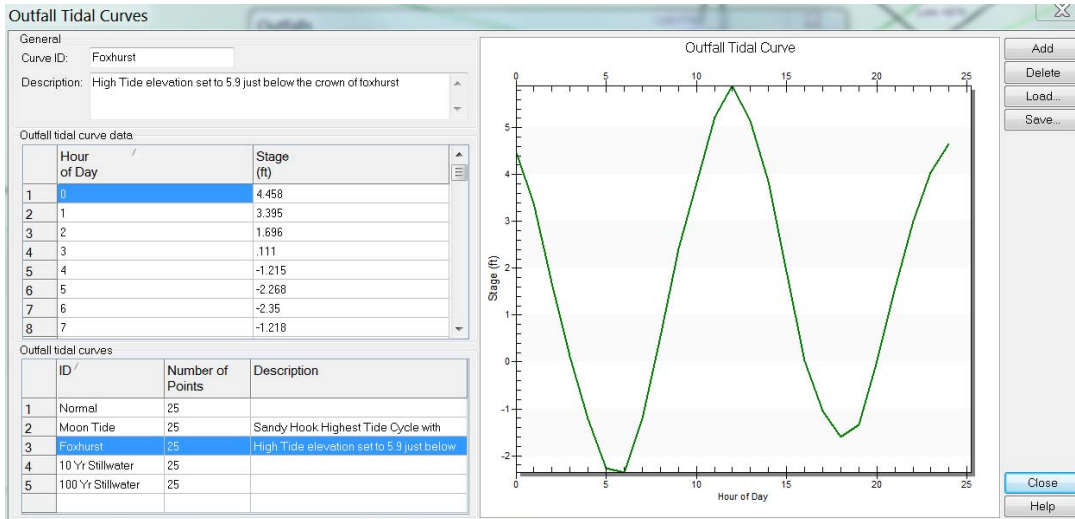 Outfall Tidal Curves
General
Curve ID: Foxhurst
Description: High Tide elevation set to 5.9 just below the crown of foxhurst
Outfall tidal curve data
Hour of Day Stage (ft)
1 0 4.458
2 1 3.395
3 2 1.696
4 3 .111
5 4 -1.215
6 5 -2.268
7 6 -2.35
8 7 -1.218
Outfall tidal curves
ID Number of Points Description
1 Normal 25
2 Moon Tide 25 Sandy Hook Highest Tide Cycle with
3 Foxhurst 25 High Tide elevation set to 5.9 just below
4 10 Yr Stillwater 25
5 100 Yr Stillwater 25
Outfall Tidal Curve
0 5 10 15 20 25
5
4
3
2
1
0
-1
-2
Stage (ft)
0 5 10 15 20 25
Hour of Day
Add
Delete
Load...
Save...
Close
Help